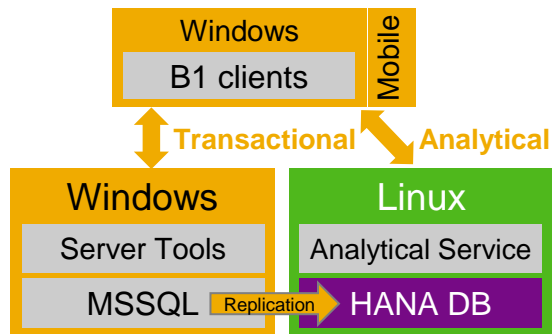 Windows
B1 clients
Mobile
Transactional
Analytical
Windows
Server Tools
MSSQL
Replication
Linux
Analytical Service
HANA DB